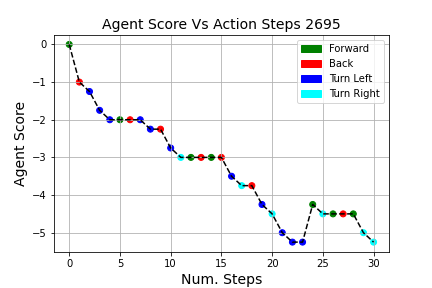 Agent Score Vs Action Steps 2695
Forward
Back
Turn Left
Turn Right
Agent Score
0
−1
−2
−3
−4
−5
0 5 10 15 20 25 30
Num. Steps